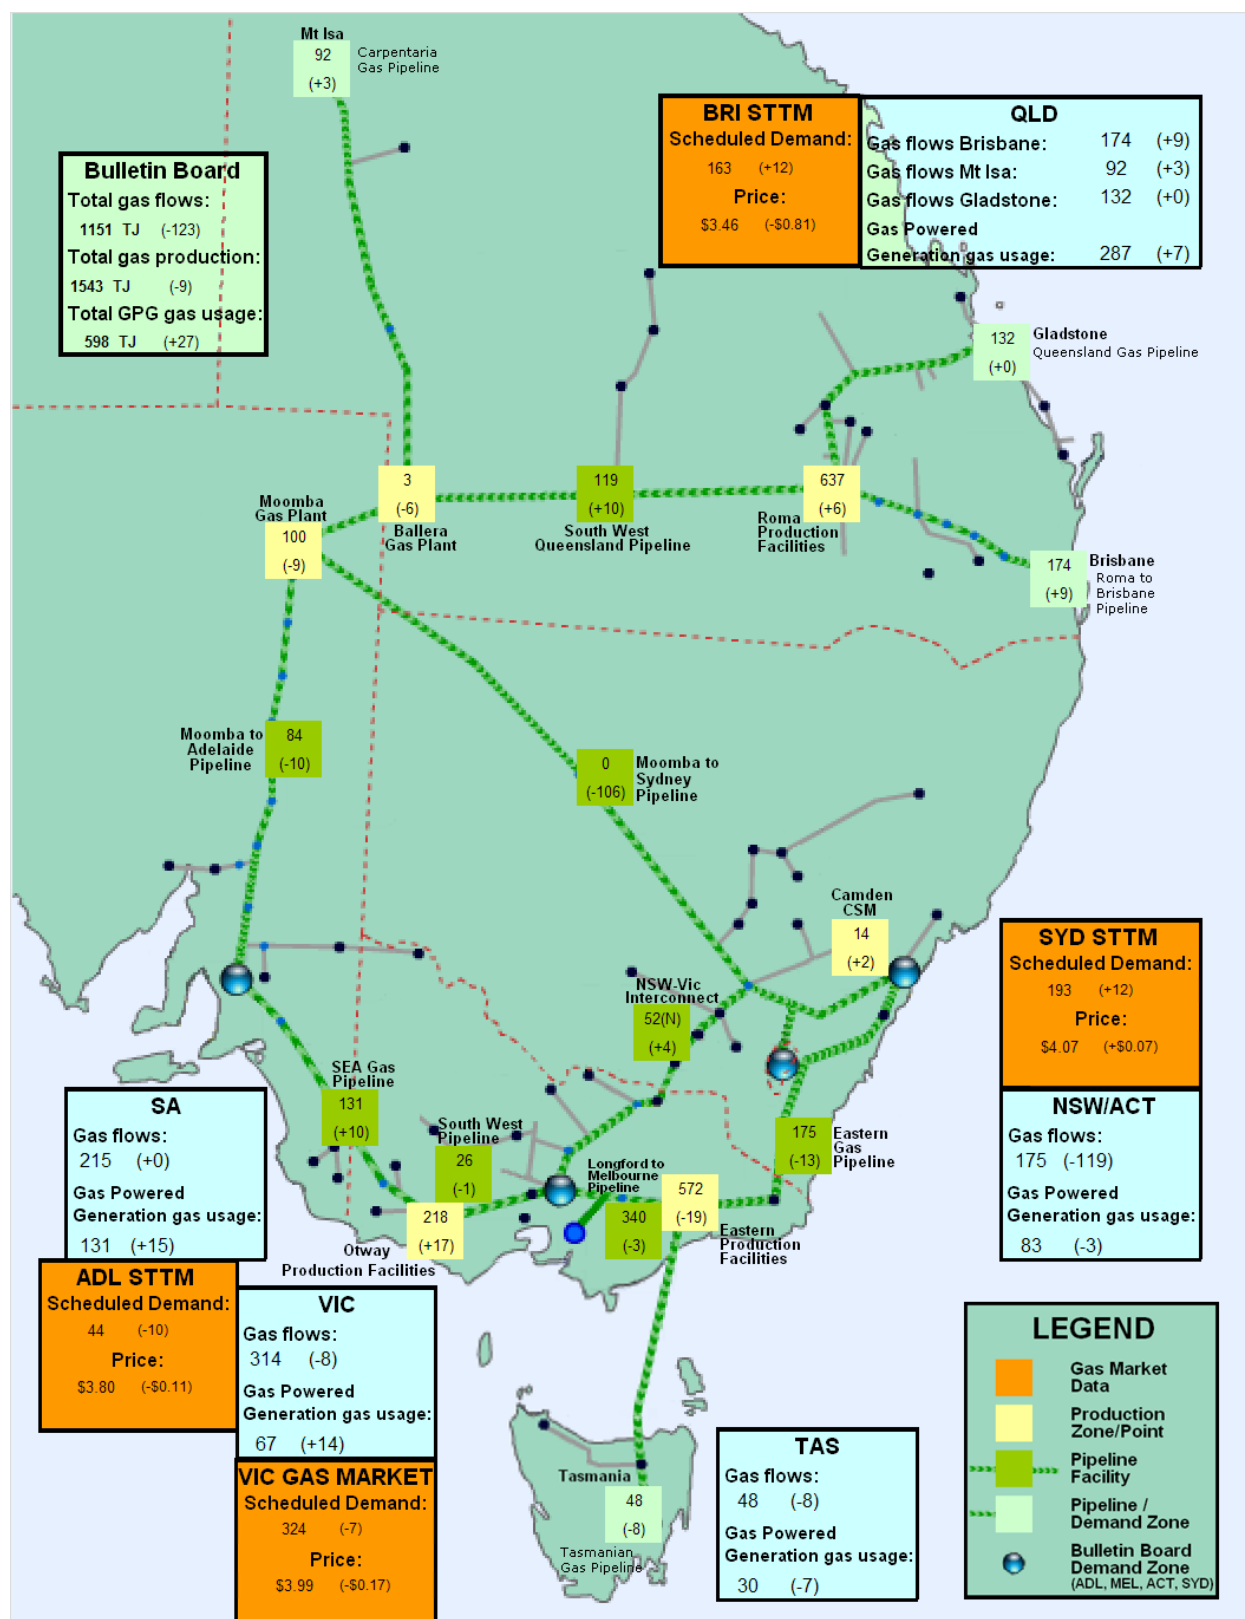 Mt Isa
92
(+3)
Carpentaria
Gas Pipeline
Bulletin Board
Total gas flows:
1151 TJ (-123)
Total gas production:
1543 TJ (-9)
Total GPG gas usage:
598 TJ (+27)
BRI STTM
Scheduled Demand:
163 (+12)
Price:
$3.46 (-$0.81)
QLD
Gas flows Brisbane: 174 (+9)
Gas flows Mt Isa: 92 (+3)
Gas flows Gladstone: 132 (+0)
Gas Powered
Generation gas usage: 287 (+7)
132
(+0)
Gladstone
Queensland Gas Pipeline
Moomba
Gas Plant
100
(-9)
3
(-6)
Ballera
Gas Plant
119
(+10)
South West
Queensland Pipeline
637
(+6)
Roma
Production
Facilities
174
(+9)
Brisbane
Roma to
Brisbane
Pipeline
Moomba to
Adelaide
Pipeline
84
(-10)
0
(-106)
Moomba to
Sydney
Pipeline
Camden
CSM
14
(+2)
NSW-Vic
Interconnect
52(N)
(+4)
SYD STTM
Scheduled Demand:
193 (+12)
Price:
$4.07 (+$0.07)
NSW/ACT
Gas flows:
175 (-119)
Gas Powered
Generation gas usage:
83 (-3)
SEA Gas
Pipeline
131
(+10)
South West
Pipeline
26
(-1)
Longford to
Melbourne
Pipeline
340
(-3)
572
(-19)
Eastern
Production
Facilities
175
(-13)
Eastern
Gas
Pipeline
218
(+17)
Otway
Production Facilities
SA
Gas flows:
215 (+0)
Gas Powered
Generation gas usage:
131 (+15)
ADL STTM
Scheduled Demand:
44 (-10)
Price:
$3.80 (-$0.11)
VIC
Gas flows:
314 (-8)
Gas Powered
Generation gas usage:
67 (+14)
VIC GAS MARKET
Scheduled Demand:
324 (-7)
Price:
$3.99 (-$0.17)
Tasmania
48
(-8)
Tasmanian
Gas Pipeline
TAS
Gas flows:
48 (-8)
Gas Powered
Generation gas usage:
30 (-7)
LEGEND
Gas Market
Data
Production
Zone/Point
Pipeline
Facility
Pipeline /
Demand Zone
Bulletin Board
Demand Zone
(ADL, MEL, ACT, SYD)